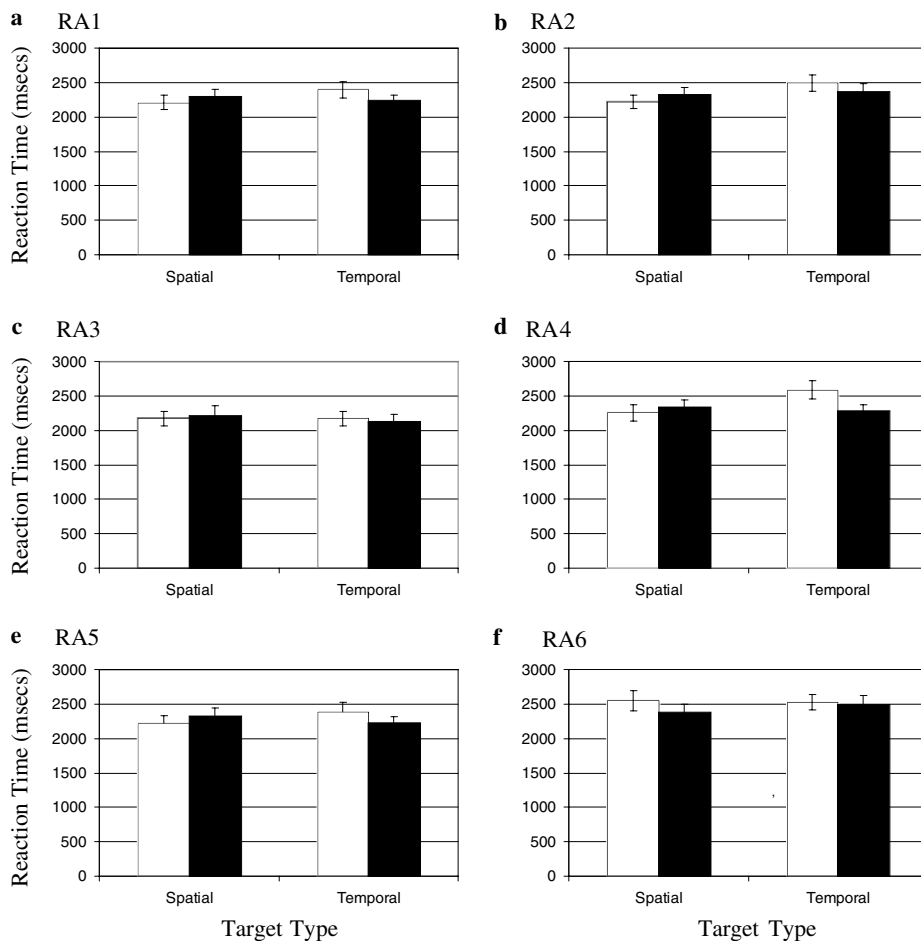 a RA1
Reaction Time (msecs)
3000
2500
2000
1500
1000
500
0
Spatial Temporal
b RA2
3000
2500
2000
1500
1000
500
0
Spatial Temporal
c RA3
Reaction Time (msecs)
3000
2500
2000
1500
1000
500
0
Spatial Temporal
d RA4
3000
2500
2000
1500
1000
500
0
Spatial Temporal
e RA5
Reaction Time (msecs)
3000
2500
2000
1500
1000
500
0
Spatial Temporal
Target Type
f RA6
3000
2500
2000
1500
1000
500
0
,
Spatial Temporal
Target Type